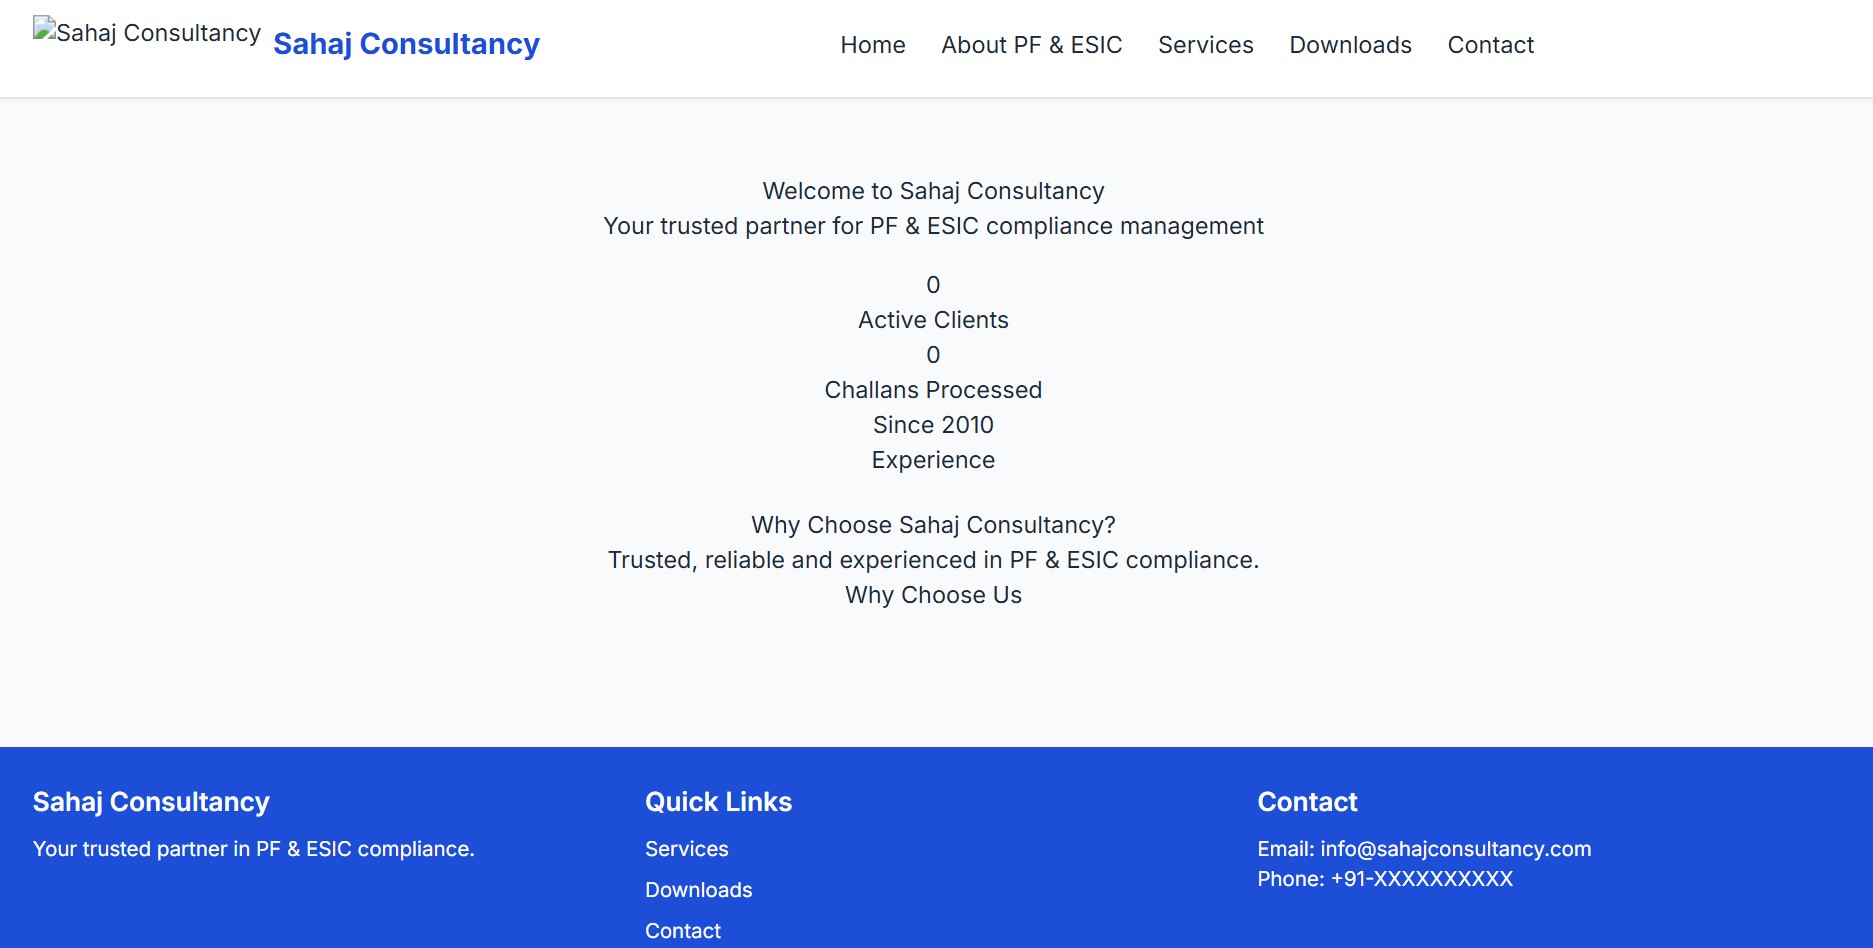 Sahaj Consultancy Sahaj Consultancy Home About PF & ESIC Services Downloads Contact
Welcome to Sahaj Consultancy
Your trusted partner for PF & ESIC compliance management
0
Active Clients
0
Challans Processed
Since 2010
Experience
Why Choose Sahaj Consultancy?
Trusted, reliable and experienced in PF & ESIC compliance.
Why Choose Us
Sahaj Consultancy
Your trusted partner in PF & ESIC compliance.
Quick Links
Services
Downloads
Contact
Contact
Email: info@sahajconsultancy.com
Phone: +91-XXXXXXXXXX